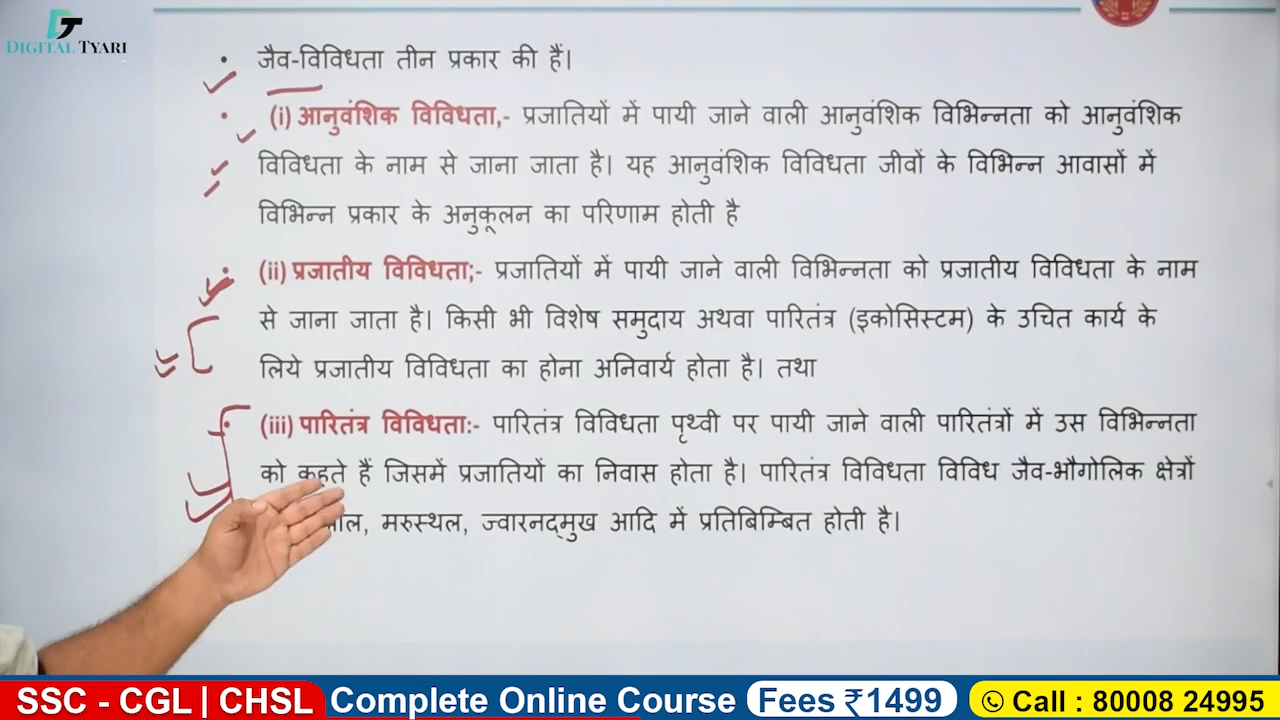 DIGITAL TYARI
• जैव-विविधता तीन प्रकार की हैं।
• (i) आनुवंशिक विविधता,- प्रजातियों में पायी जाने वाली आनुवंशिक विभिन्नता को आनुवंशिक
विविधता के नाम से जाना जाता है। यह आनुवंशिक विविधता जीवों के विभिन्न आवासों में
विभिन्न प्रकार के अनुकूलन का परिणाम होती है
• (ii) प्रजातीय विविधता;- प्रजातियों में पायी जाने वाली विभिन्नता को प्रजातीय विविधता के नाम
से जाना जाता है। किसी भी विशेष समुदाय अथवा पारितंत्र (इकोसिस्टम) के उचित कार्य के
लिये प्रजातीय विविधता का होना अनिवार्य होता है। तथा
• (iii) पारितंत्र विविधताः- पारितंत्र विविधता पृथ्वी पर पायी जाने वाली पारितंत्रों में उस विभिन्नता
को कहते हैं जिसमें प्रजातियों का निवास होता है। पारितंत्र विविधता विविध जैव-भौगोलिक क्षेत्रों
मरुस्थल, ज्वारनद्मुख आदि में प्रतिबिम्बित होती है।
SSC - CGL | CHSL Complete Online Course Fees ₹1499 Call : 80008 24995